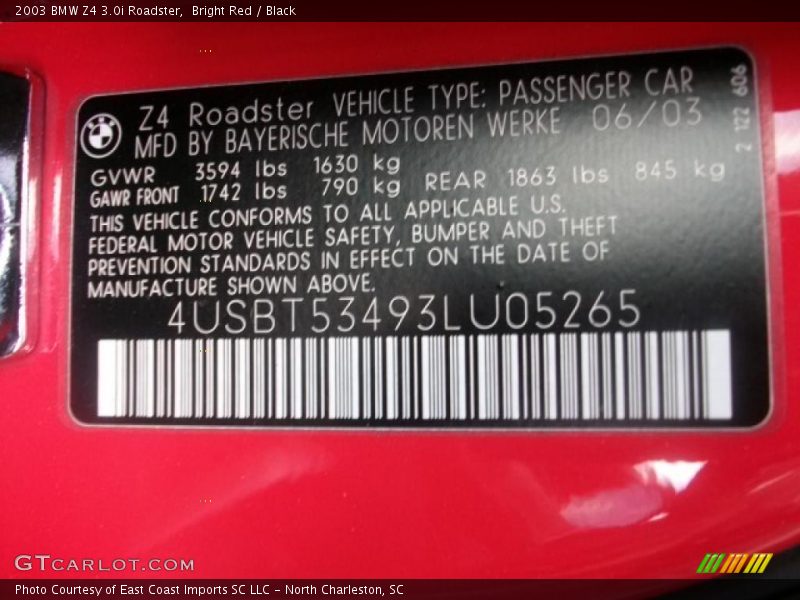 2003 BMW Z4 3.0i Roadster,  Bright Red / Black
Z4 Roadster VEHICLE TYPE: PASSENGER CAR
MFD BY BAYERISCHE MOTOREN WERKE 06/03
GVWR 3594 lbs 1630 kg
GAWR FRONT 1742 lbs 790 kg REAR 1863 lbs 845 kg
THIS VEHICLE CONFORMS TO ALL APPLICABLE U.S.
FEDERAL MOTOR VEHICLE SAFETY, BUMPER AND THEFT
PREVENTION STANDARDS IN EFFECT ON THE DATE OF
MANUFACTURE SHOWN ABOVE.
4USBT53493LU05265
2 122 606
BMW
GTCARLOT.COM
Photo Courtesy of East Coast Imports SC LLC - North Charleston, SC